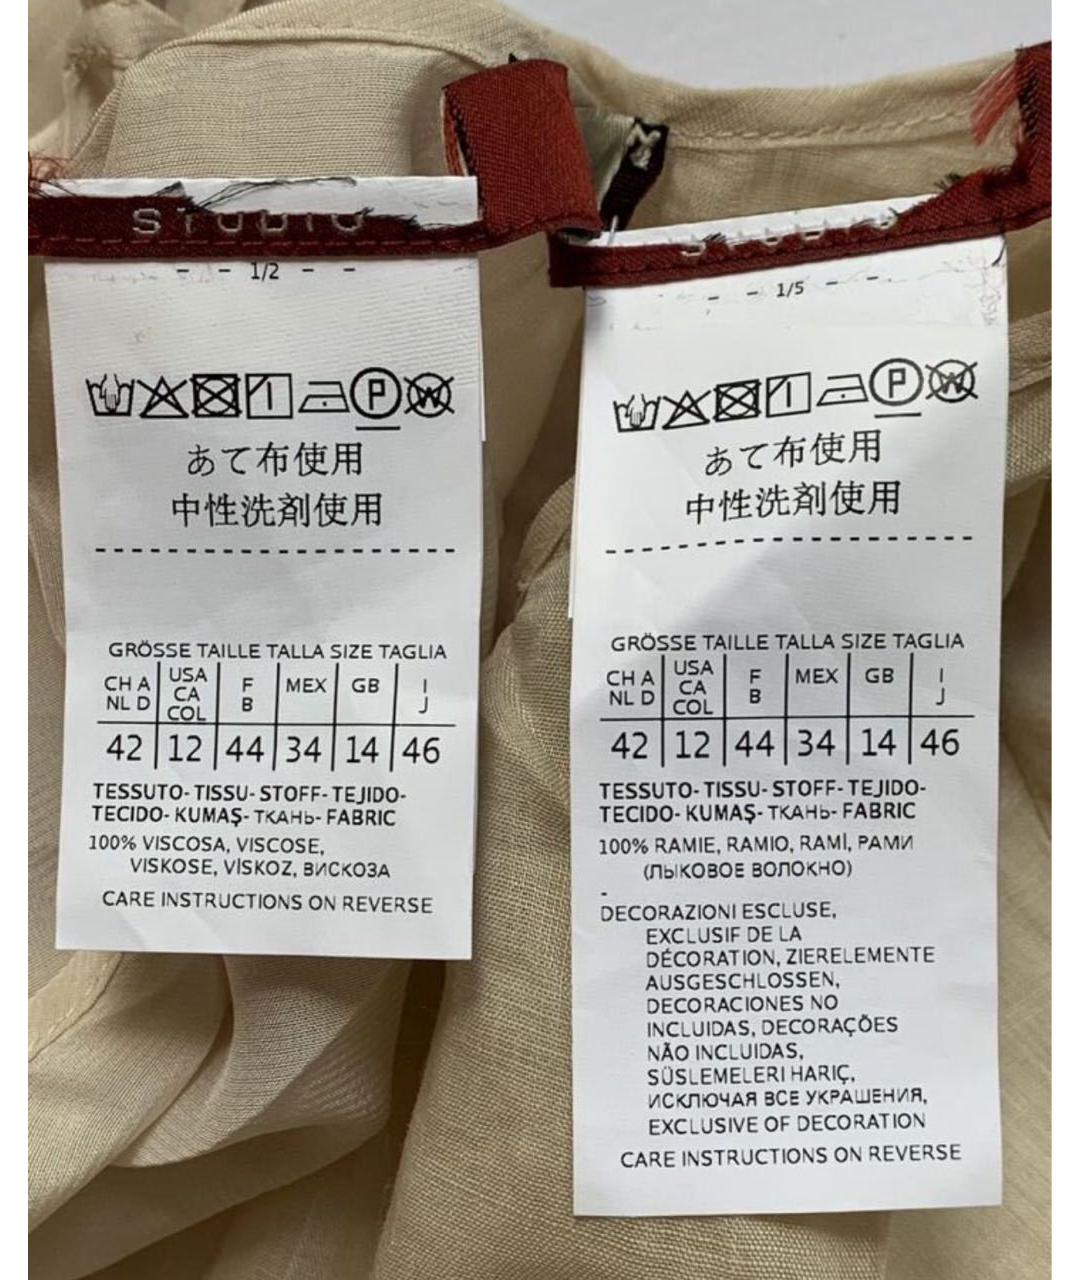 STUDIO
- - 1/2 - -
あて布使用
中性洗剤使用
GRÖSSE TAILLE TALLA SIZE TAGLIA
CH A NL D | USA CA COL | F B | MEX | GB | I J
42 | 12 | 44 | 34 | 14 | 46
TESSUTO- TISSU- STOFF- TEJIDO-
TECIDO- KUMAŞ- ТКАНЬ- FABRIC
100% VISCOSA, VISCOSE,
VISKOSE, VİSKOZ, ВИСКОЗА
CARE INSTRUCTIONS ON REVERSE
STUDIO
- - 1/5 - -
あて布使用
中性洗剤使用
GRÖSSE TAILLE TALLA SIZE TAGLIA
CH A NL D | USA CA COL | F B | MEX | GB | I J
42 | 12 | 44 | 34 | 14 | 46
TESSUTO- TISSU- STOFF- TEJIDO-
TECIDO- KUMAŞ- ТКАНЬ- FABRIC
100% RAMIE, RAMIO, RAMİ, РАМИ
(ЛЫКОВОЕ ВОЛОКНО)
-
DECORAZIONI ESCLUSE,
EXCLUSIF DE LA
DÉCORATION, ZIERELEMENTE
AUSGESCHLOSSEN,
DECORACIONES NO
INCLUIDAS, DECORAÇÕES
NÃO INCLUIDAS,
SÜSLEMELERI HARIÇ,
ИСКЛЮЧАЯ ВСЕ УКРАШЕНИЯ,
EXCLUSIVE OF DECORATION
CARE INSTRUCTIONS ON REVERSE